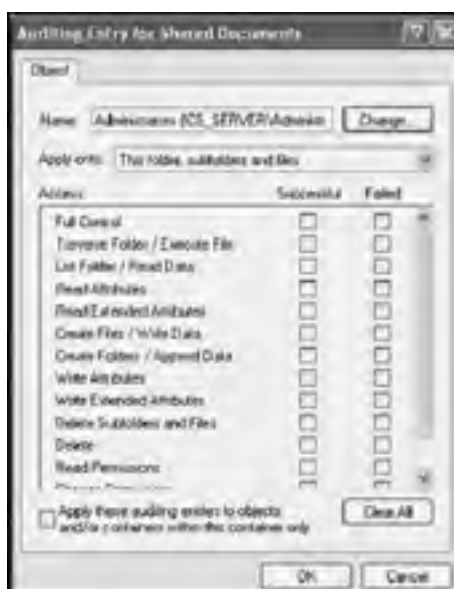 Auditing Entry for Shared Documents
Object
Name: Administrators (ICS_SERVER\Administ Change...
Apply onto: This folder, subfolders and files
Access: Successful Failed
Full Control
Traverse Folder / Execute File
List Folder / Read Data
Read Attributes
Read Extended Attributes
Create Files / Write Data
Create Folders / Append Data
Write Attributes
Write Extended Attributes
Delete Subfolders and Files
Delete
Read Permissions
Apply these auditing entries to objects
and/or containers within this container only
Clear All
OK Cancel